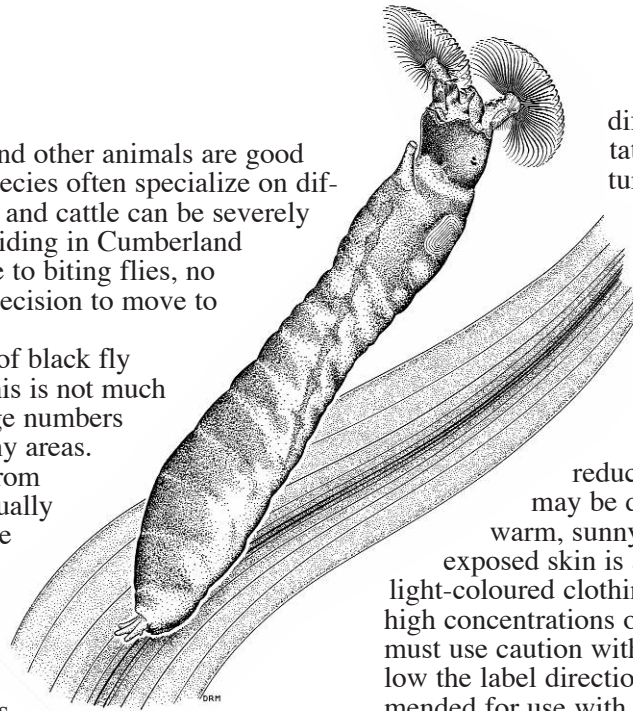 nd other animals are good
ecies often specialize on dif-
and cattle can be severely
iding in Cumberland
e to biting flies, no
ecision to move to
of black fly
is is not much
ge numbers
ny areas.
rom
ually
e
s
DRM
di
tat
tu
reduc
may be d
warm, sunny
exposed skin is
light-coloured clothin
high concentrations o
must use caution with
low the label direction
mended for use with